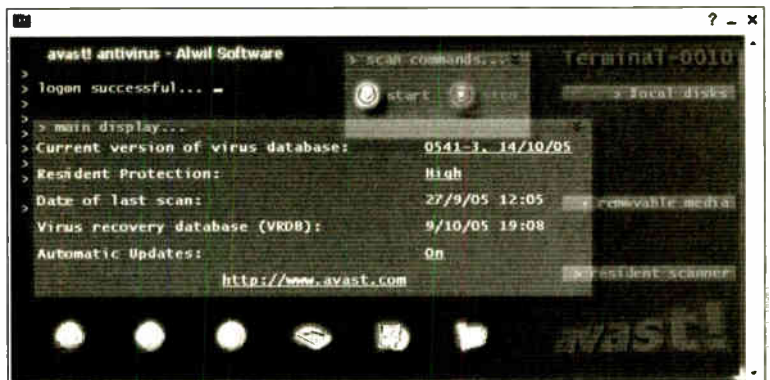 ? _ x
avast! antivirus - Alwil Software
> scan commands...
Terminal-0010
> logon successful... _
start
> local disks
> main display...
Current version of virus database: 0541-3, 14/10/05
Resident Protection: High
Date of last scan: 27/9/05 12:05
> removable media
Virus recovery database (VRDB): 9/10/05 19:08
Automatic Updates: On
> resident scanner
http://www.avast.com
avast!